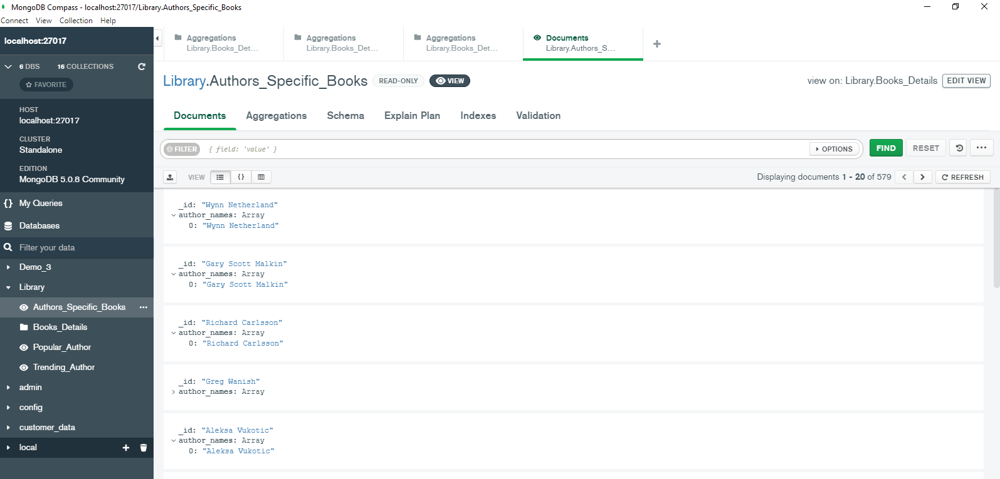 MongoDB Compass - localhost:27017/Library.Authors_Specific_Books
Connect View Collection Help
localhost:27017
6 DBS 16 COLLECTIONS
FAVORITE
HOST
localhost:27017
CLUSTER
Standalone
EDITION
MongoDB 5.0.8 Community
{} My Queries
Databases
Filter your data
Demo_3
Library
Authors_Specific_Books ...
Books_Details
Popular_Author
Trending_Author
admin
config
customer_data
local
Aggregations
Library.Books_Det...
Aggregations
Library.Books_Det...
Aggregations
Library.Books_Det...
Documents
Library.Authors_S...
Library.Authors_Specific_Books READ-ONLY VIEW
view on: Library.Books_Details EDIT VIEW
Documents Aggregations Schema Explain Plan Indexes Validation
FILTER { field: 'value' } OPTIONS FIND RESET ...
VIEW {} Displaying documents 1 - 20 of 579 < > REFRESH
_id: "Wynn Netherland"
author_names: Array
0: "Wynn Netherland"
_id: "Gary Scott Malkin"
author_names: Array
0: "Gary Scott Malkin"
_id: "Richard Carlsson"
author_names: Array
0: "Richard Carlsson"
_id: "Greg Wanish"
author_names: Array
_id: "Aleksa Vukotic"
author_names: Array
0: "Aleksa Vukotic"